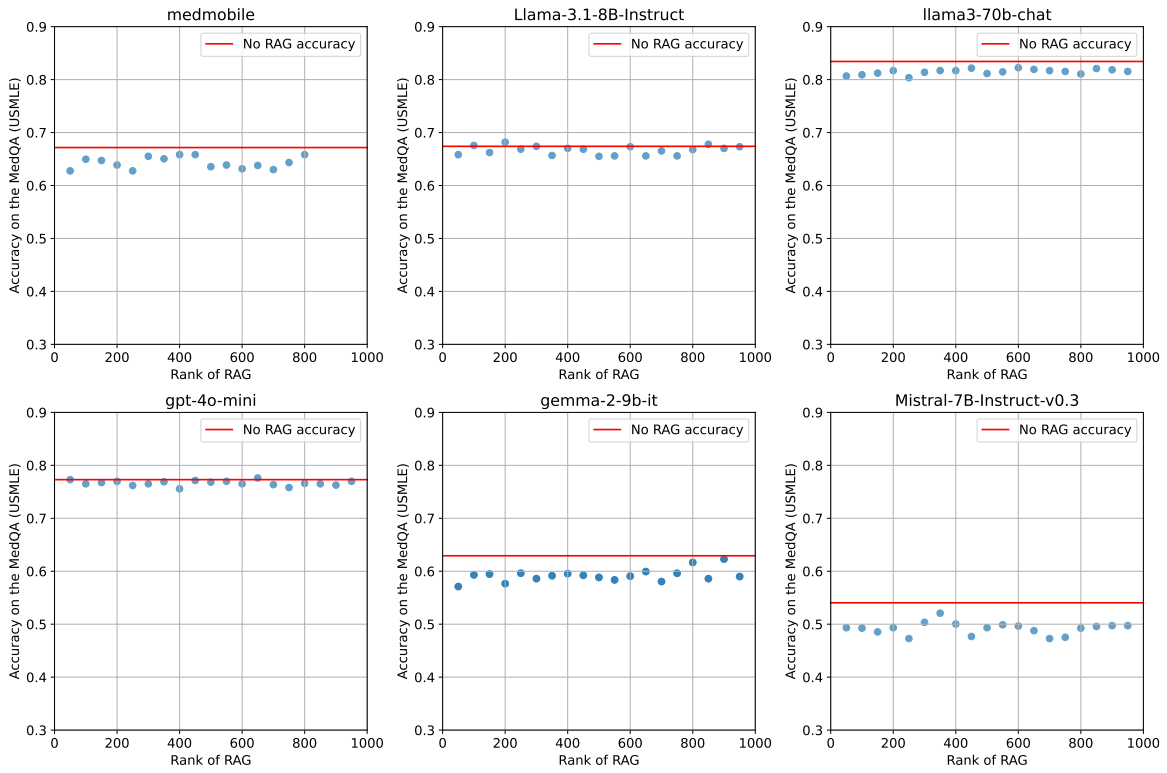 medmobile
No RAG accuracy
Accuracy on the MedQA (USMLE)
0.9
0.8
0.7
0.6
0.5
0.4
0.3
0 200 400 600 800 1000
Rank of RAG
Llama-3.1-8B-Instruct
No RAG accuracy
Accuracy on the MedQA (USMLE)
0.9
0.8
0.7
0.6
0.5
0.4
0.3
0 200 400 600 800 1000
Rank of RAG
llama3-70b-chat
No RAG accuracy
Accuracy on the MedQA (USMLE)
0.9
0.8
0.7
0.6
0.5
0.4
0.3
0 200 400 600 800 1000
Rank of RAG
gpt-4o-mini
No RAG accuracy
Accuracy on the MedQA (USMLE)
0.9
0.8
0.7
0.6
0.5
0.4
0.3
0 200 400 600 800 1000
Rank of RAG
gemma-2-9b-it
No RAG accuracy
Accuracy on the MedQA (USMLE)
0.9
0.8
0.7
0.6
0.5
0.4
0.3
0 200 400 600 800 1000
Rank of RAG
Mistral-7B-Instruct-v0.3
No RAG accuracy
Accuracy on the MedQA (USMLE)
0.9
0.8
0.7
0.6
0.5
0.4
0.3
0 200 400 600 800 1000
Rank of RAG